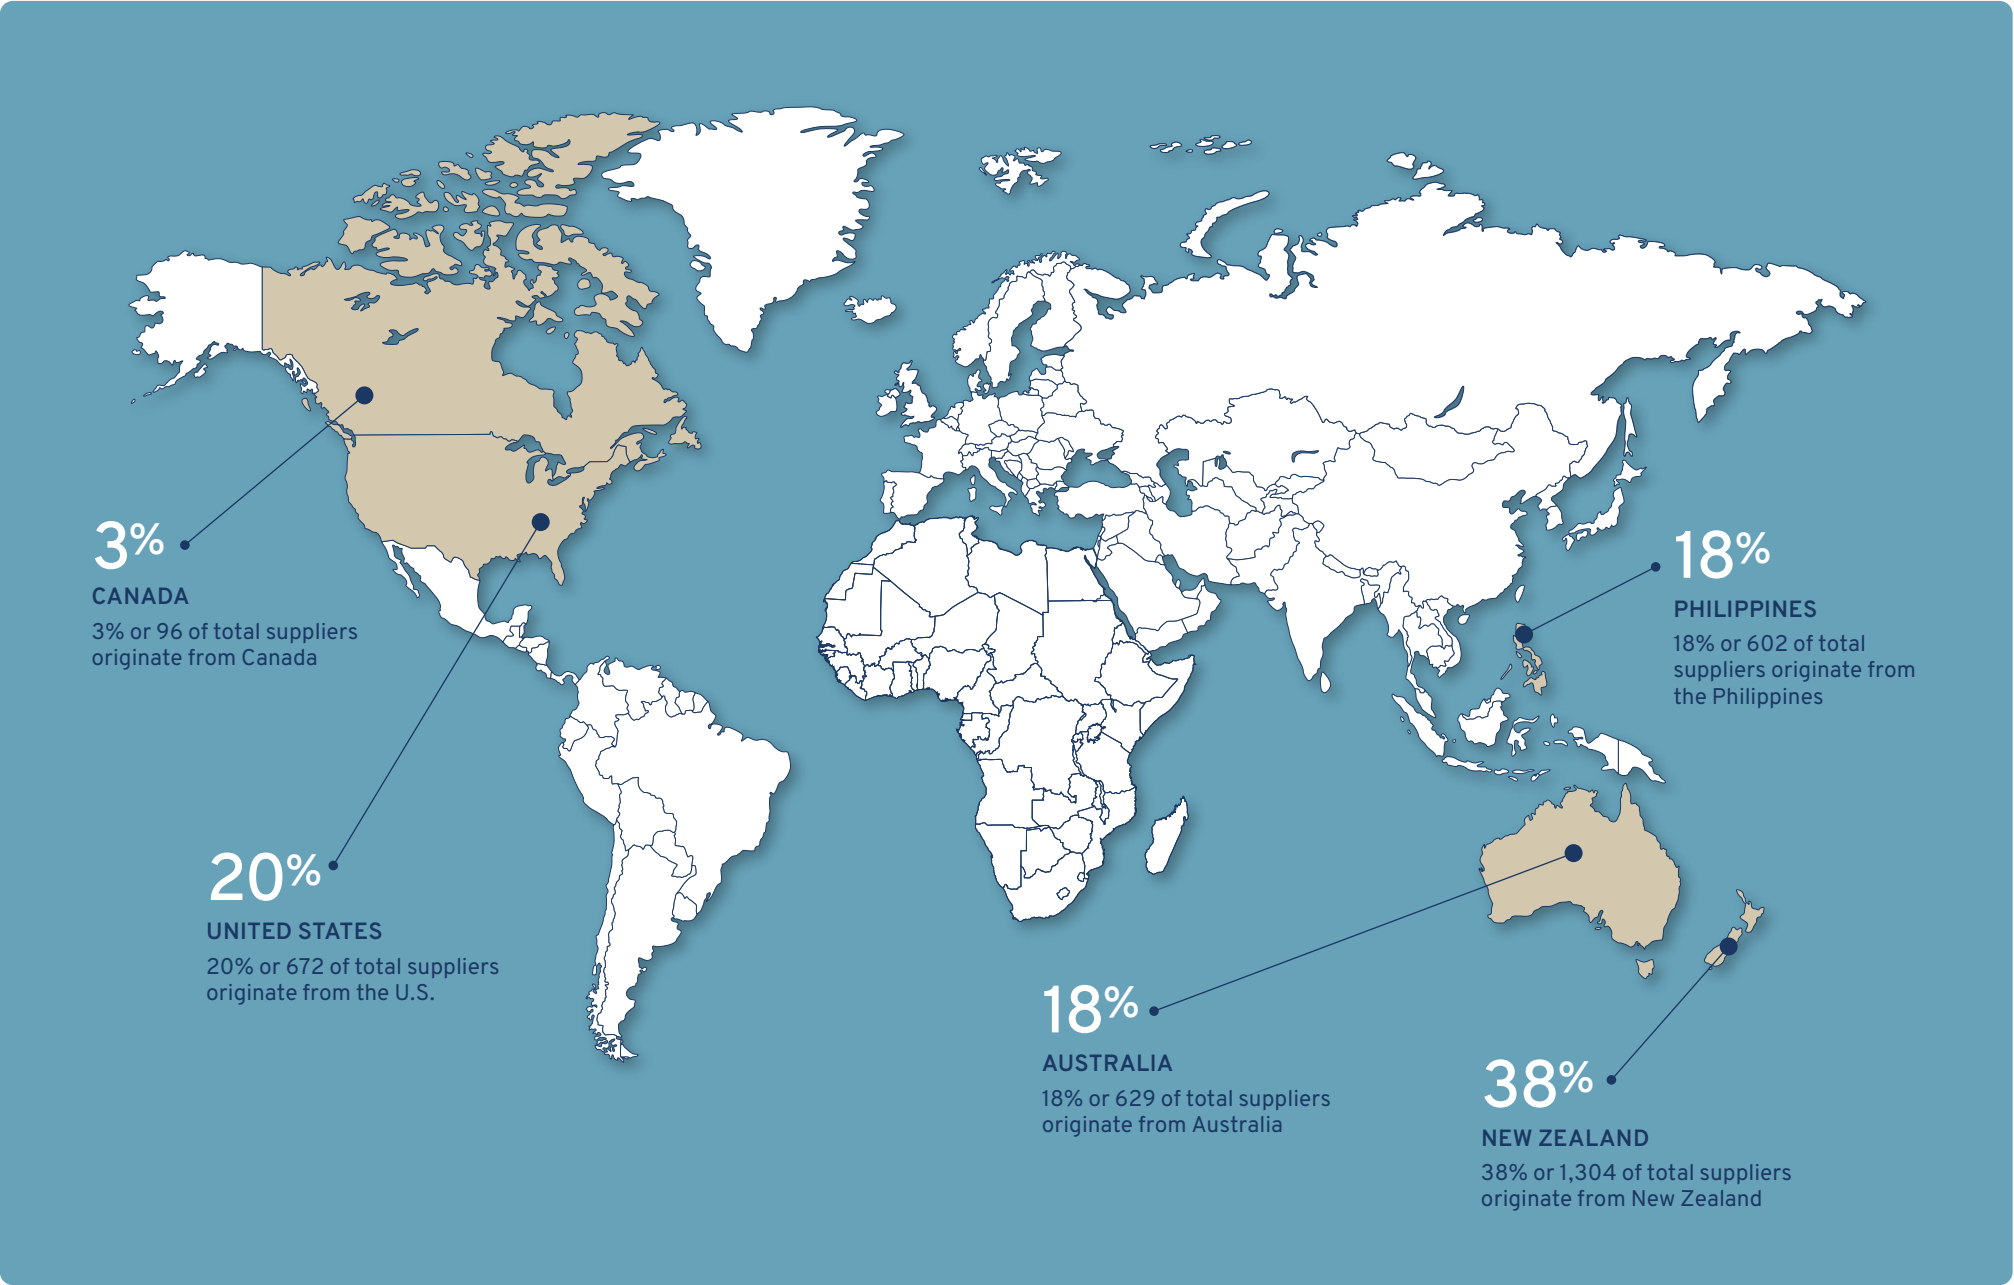 3%
CANADA
3% or 96 of total suppliers
originate from Canada
20%
UNITED STATES
20% or 672 of total suppliers
originate from the U.S.
18%
PHILIPPINES
18% or 602 of total
suppliers originate from
the Philippines
18%
AUSTRALIA
18% or 629 of total suppliers
originate from Australia
38%
NEW ZEALAND
38% or 1,304 of total suppliers
originate from New Zealand